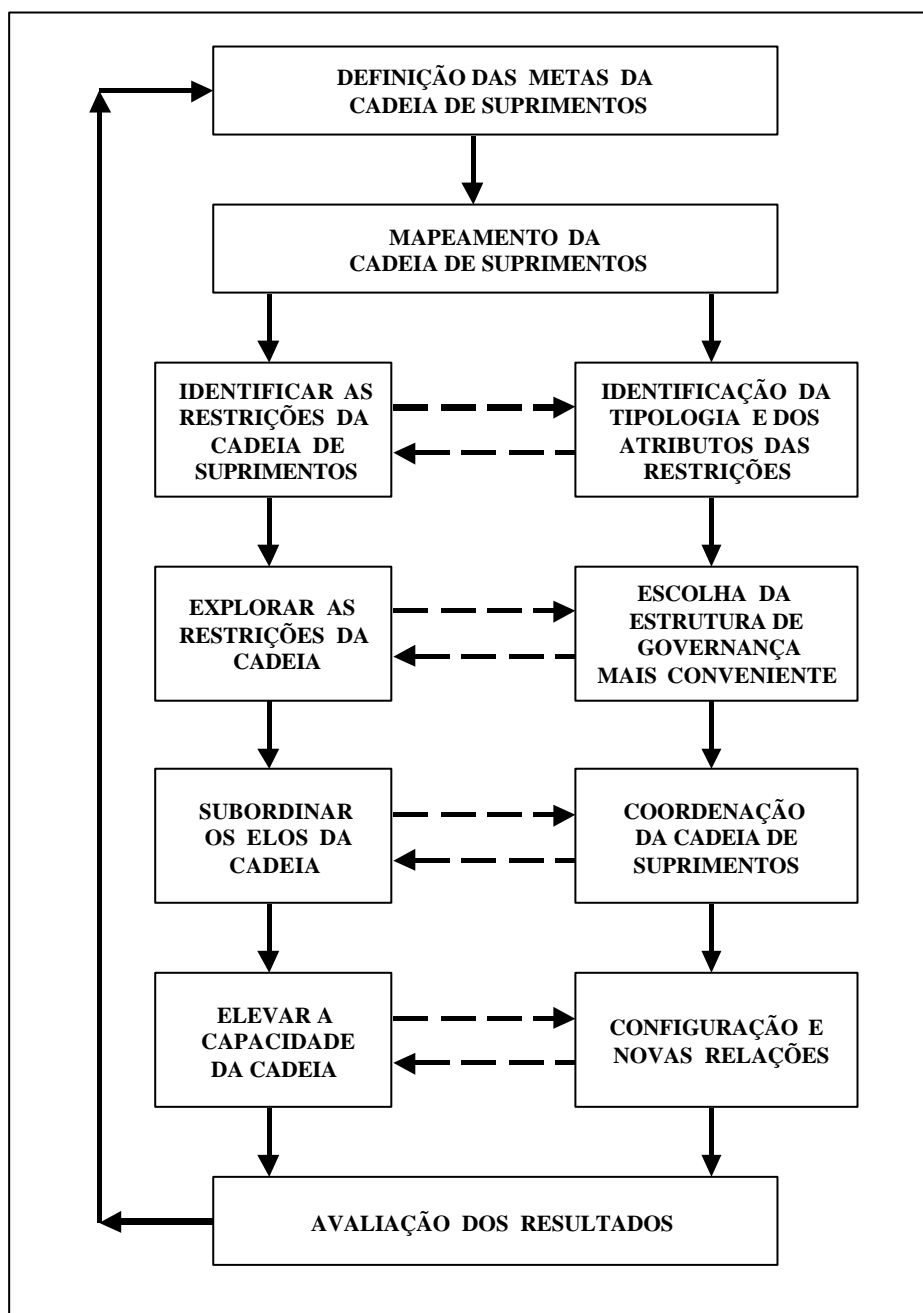 DEFINIÇÃO DAS METAS DA
CADEIA DE SUPRIMENTOS
MAPEAMENTO DA
CADEIA DE SUPRIMENTOS
IDENTIFICAR AS
RESTRIÇÕES DA
CADEIA DE
SUPRIMENTOS
IDENTIFICAÇÃO DA
TIPOLOGIA E DOS
ATRIBUTOS DAS
RESTRIÇÕES
EXPLORAR AS
RESTRIÇÕES DA
CADEIA
ESCOLHA DA
ESTRUTURA DE
GOVERNANÇA
MAIS CONVENIENTE
SUBORDINAR
OS ELOS DA
CADEIA
COORDENAÇÃO
DA CADEIA DE
SUPRIMENTOS
ELEVAR A
CAPACIDADE
DA CADEIA
CONFIGURAÇÃO E
NOVAS RELAÇÕES
AVALIAÇÃO DOS RESULTADOS